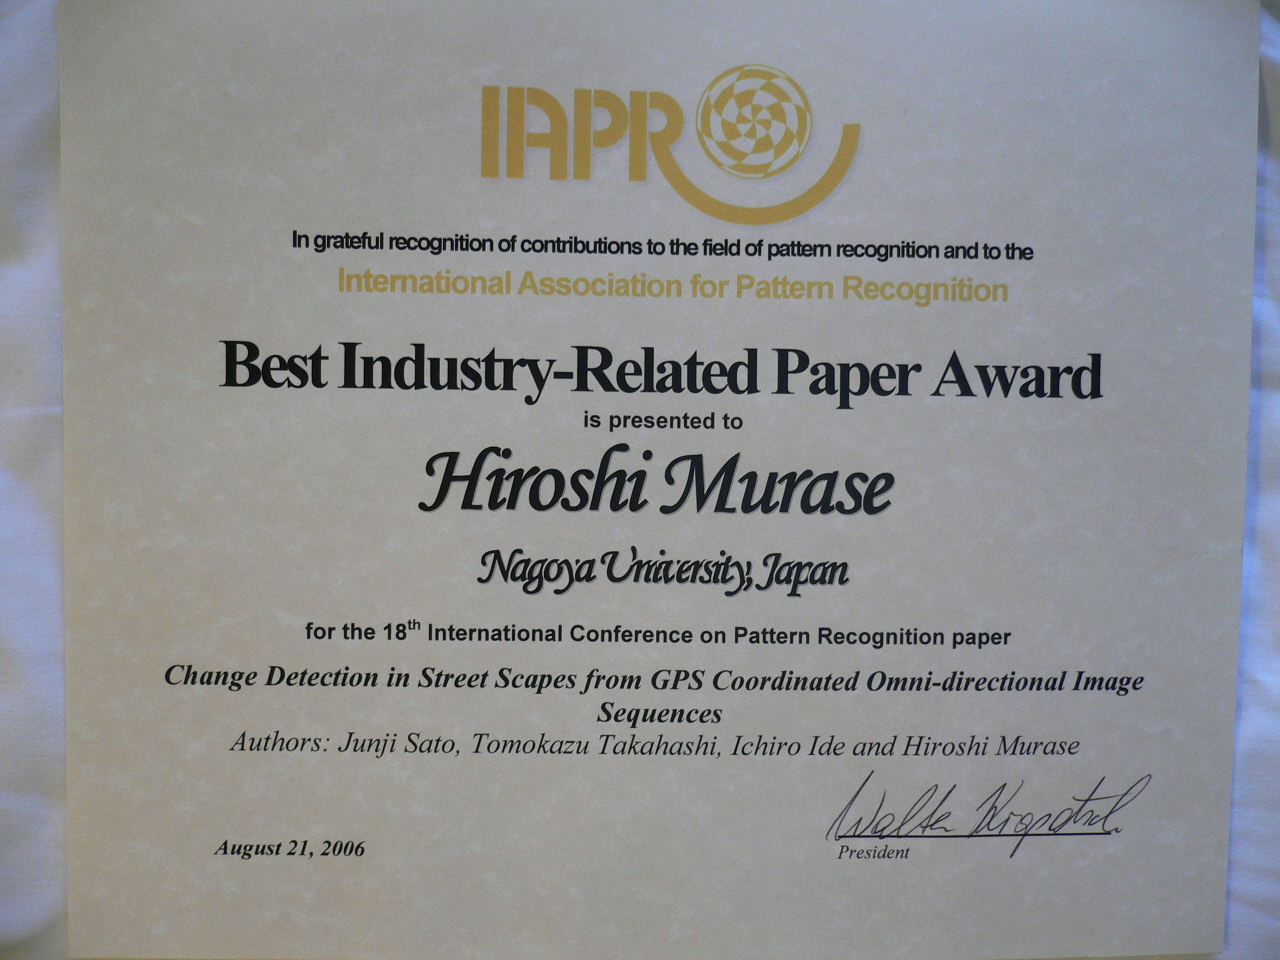 IAPR
In grateful recognition of contributions to the field of pattern recognition and to the
International Association for Pattern Recognition
Best Industry-Related Paper Award
is presented to
Hiroshi Murase
Nagoya University, Japan
for the 18th International Conference on Pattern Recognition paper
Change Detection in Street Scapes from GPS Coordinated Omni-directional Image
Sequences
Authors: Junji Sato, Tomokazu Takahashi, Ichiro Ide and Hiroshi Murase
Walter Kropatsch
August 21, 2006
President